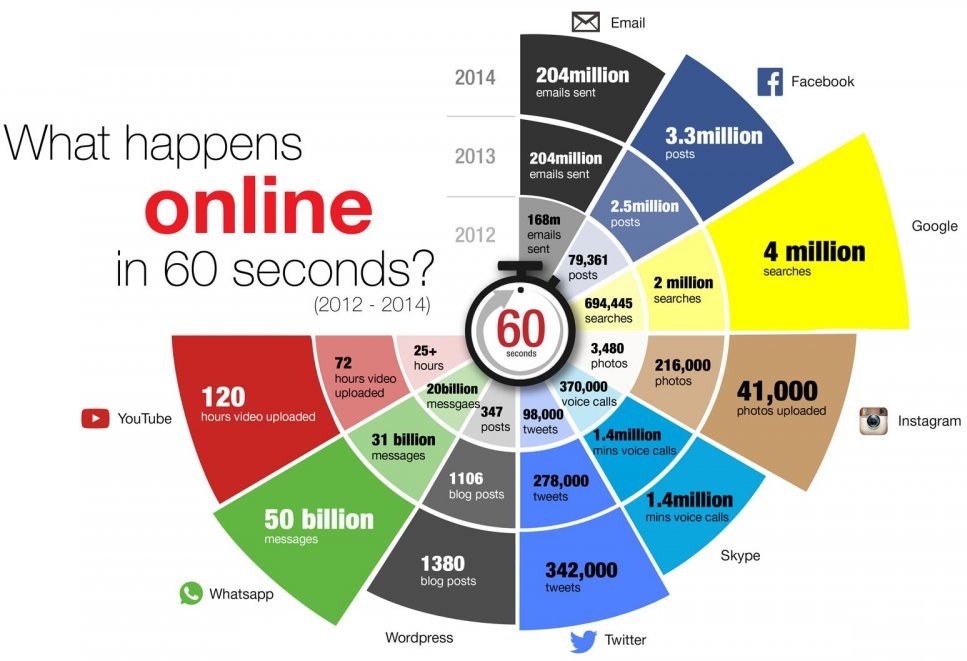 What happens
online
in 60 seconds?
(2012 - 2014)
2014
2013
2012
60
seconds
Email
204million
emails sent
204million
emails sent
168m
emails
sent
Facebook
3.3million
posts
2.5million
posts
79,361
posts
Google
4 million
searches
2 million
searches
694,445
searches
Instagram
41,000
photos uploaded
216,000
photos
3,480
photos
Skype
1.4million
mins voice calls
1.4million
mins voice calls
370,000
voice calls
Twitter
342,000
tweets
278,000
tweets
98,000
tweets
Wordpress
1380
blog posts
1106
blog posts
347
posts
Whatsapp
50 billion
messages
31 billion
messages
20billion
messgaes
YouTube
120
hours video uploaded
72
hours video
uploaded
25+
hours